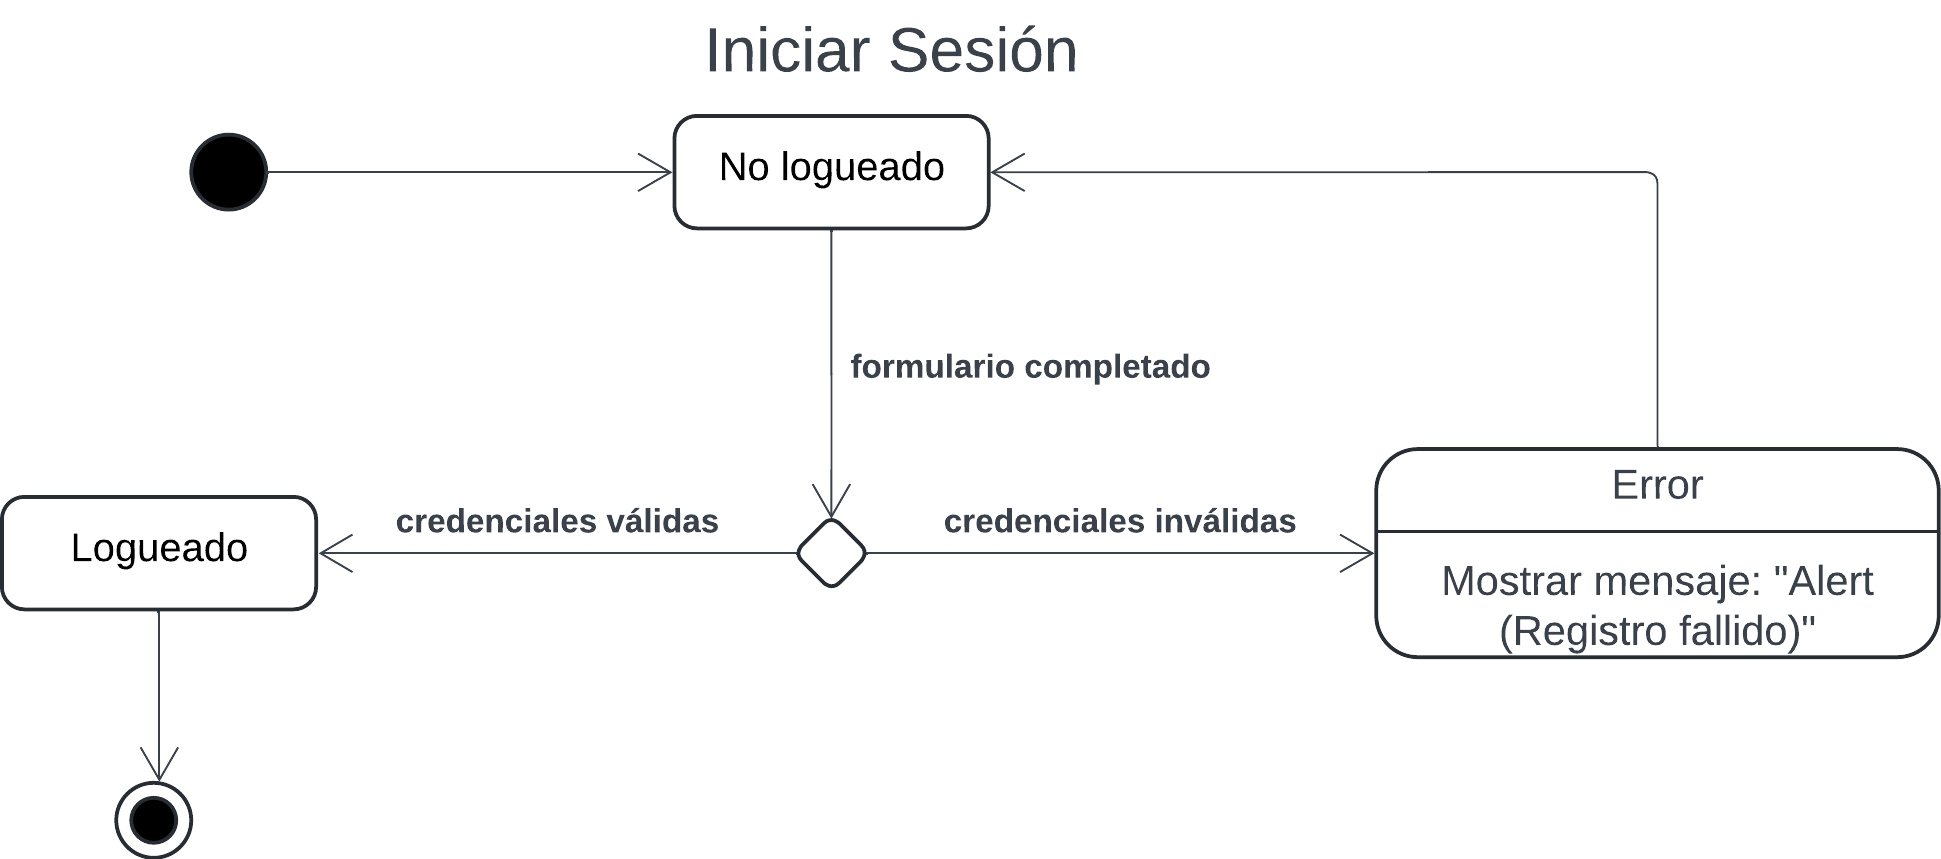 Iniciar Sesión
No logueado
formulario completado
credenciales válidas
credenciales inválidas
Logueado
Error
Mostrar mensaje: "Alert
(Registro fallido)"